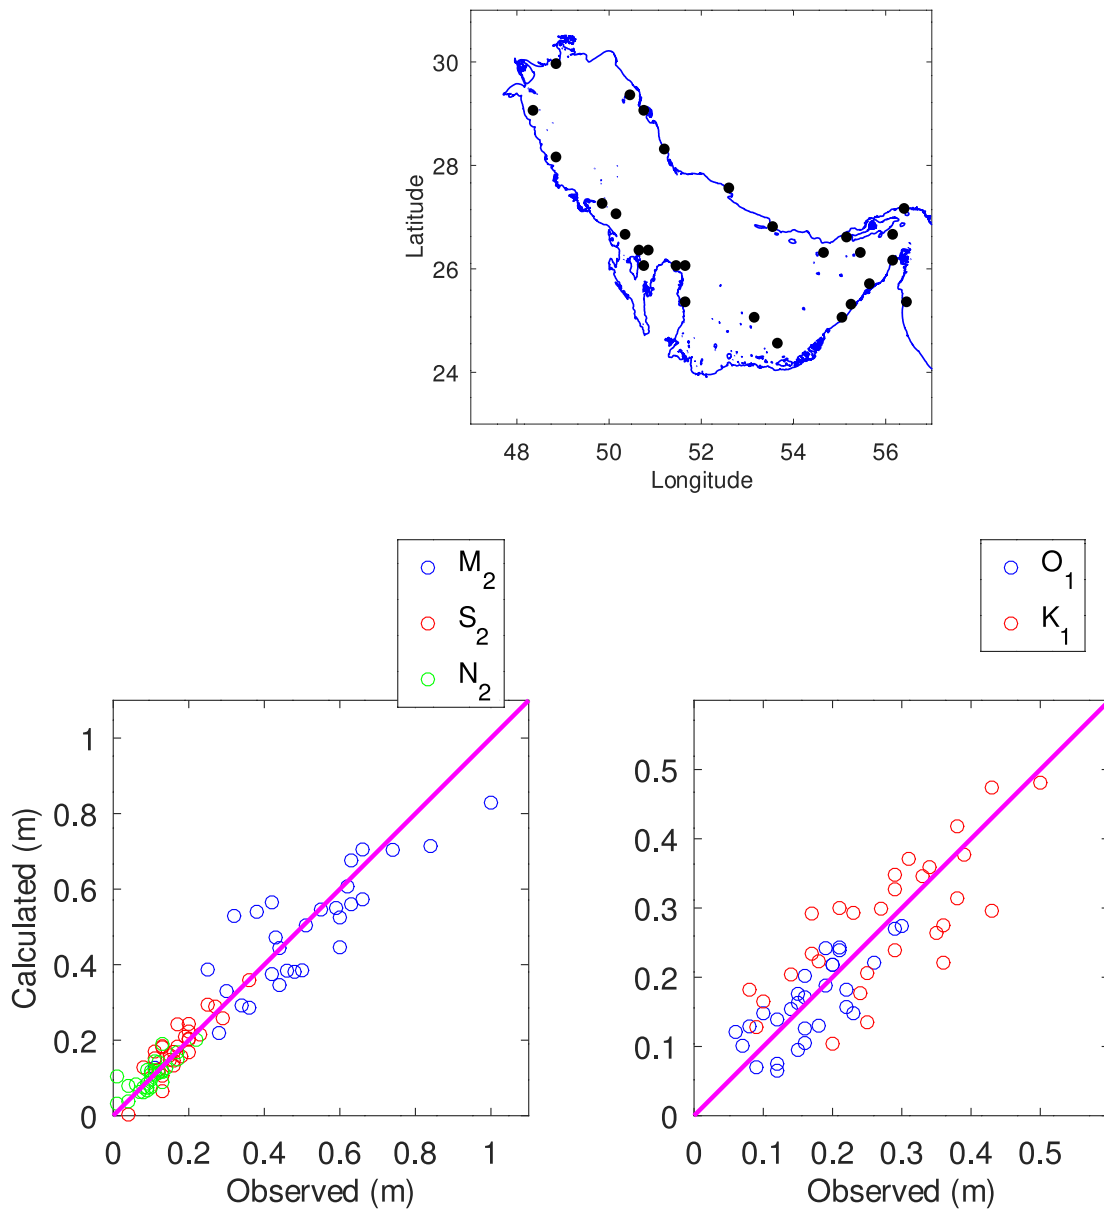 30
28
26
24
Latitude
48 50 52 54 56
Longitude
M2
S2
N2
O1
K1
1
0.8
0.6
0.4
0.2
0
Calculated (m)
0 0.2 0.4 0.6 0.8 1
Observed (m)
0.5
0.4
0.3
0.2
0.1
0
0 0.1 0.2 0.3 0.4 0.5
Observed (m)